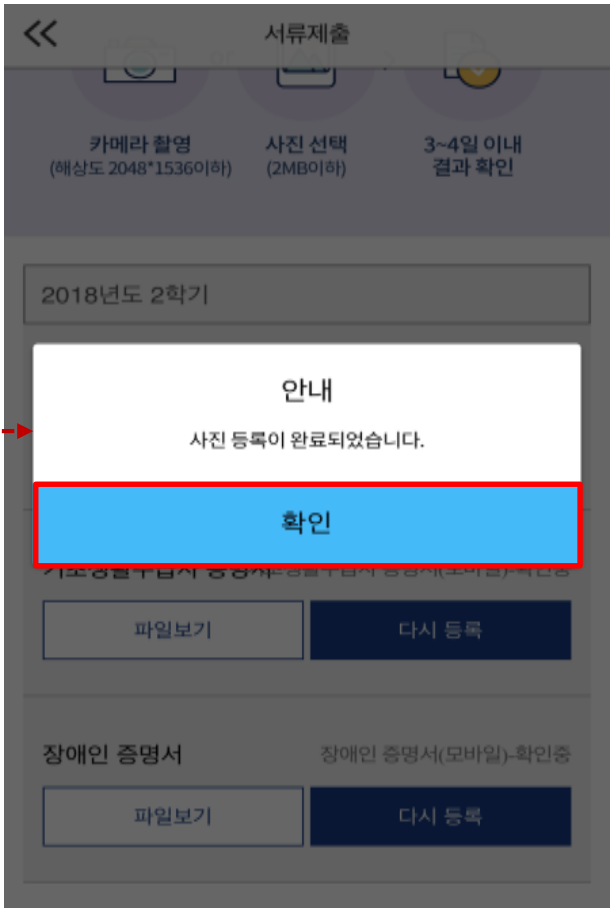 서류제출
카메라 촬영
(해상도 2048*1536이하)
사진 선택
(2MB이하)
3~4일 이내
결과 확인
2018년도 2학기
안내
사진 등록이 완료되었습니다.
확인
파일보기
다시 등록
장애인 증명서
장애인 증명서(모바일)-확인중
파일보기
다시 등록